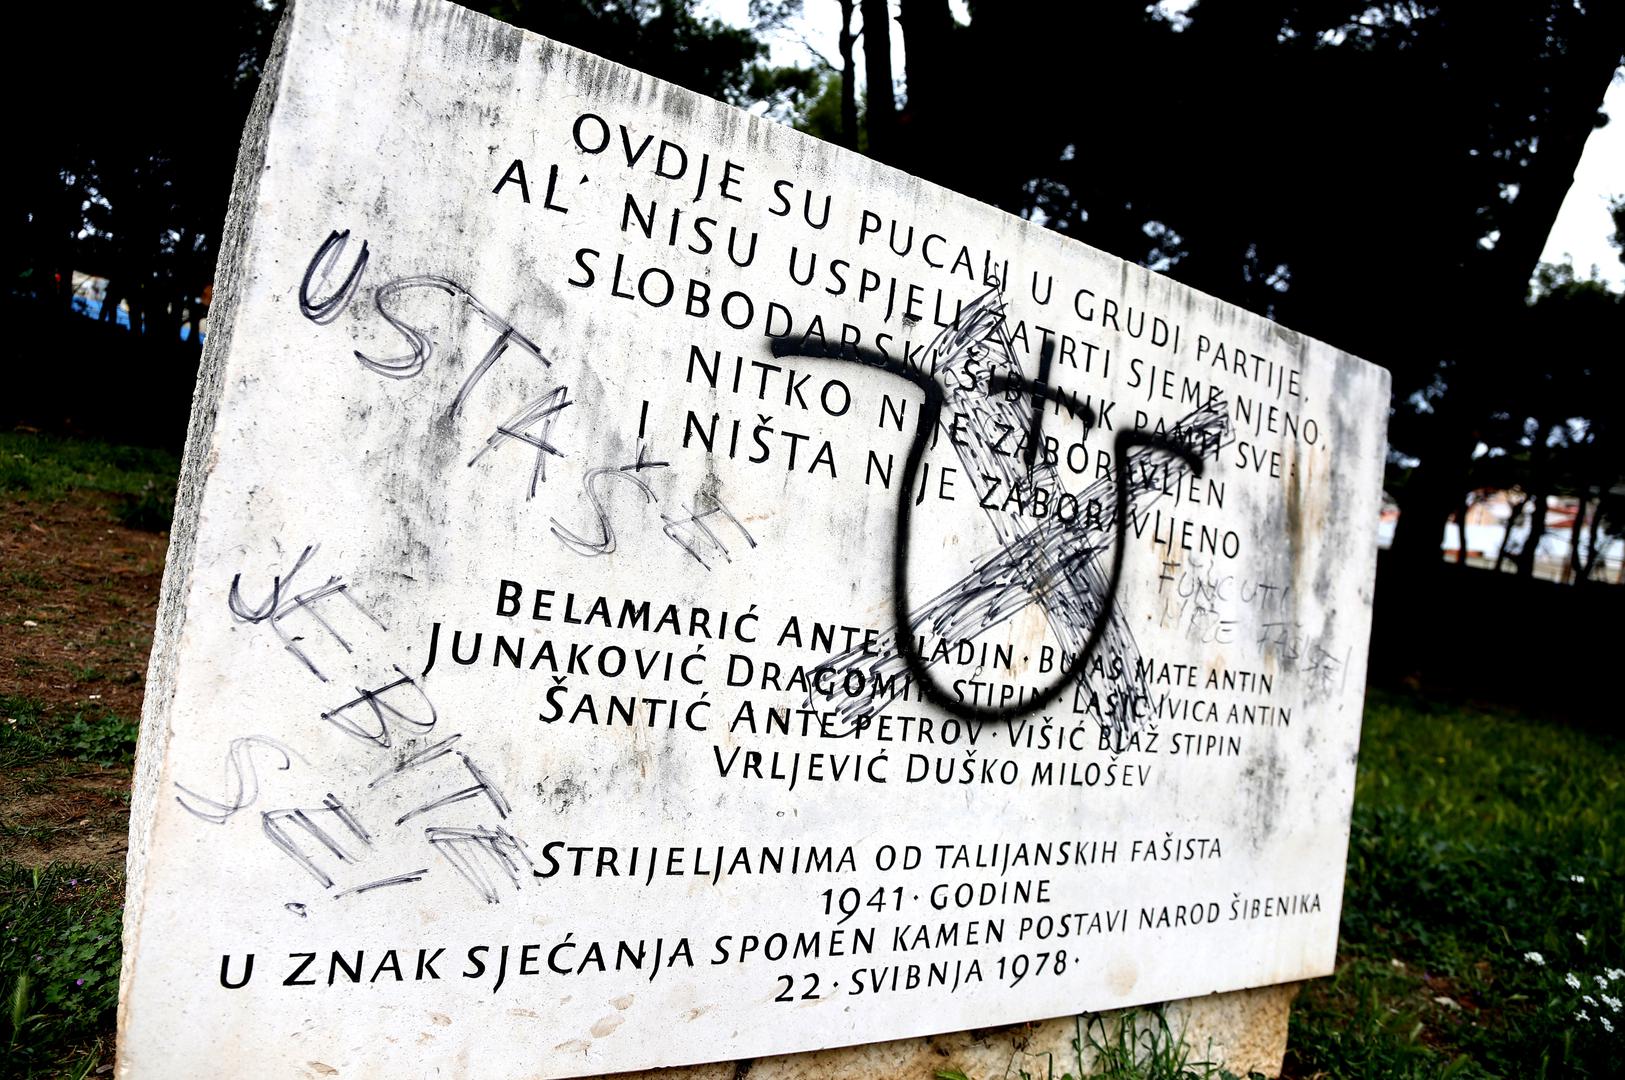 OVDJE SU PUCALI U GRUDI PARTIJE,
AL' NISU USPJELI ZATRTI SJEME NJENO,
SLOBODARSKI ŠIBENIK PAMTI SVE:
NITKO NIJE ZABORAVLJEN
I NIŠTA NIJE ZABORAVLJENO
BELAMARIĆ ANTE VLADIN · BUJAS MATE ANTIN
JUNAKOVIĆ DRAGOMIR STIPIN · LASIĆ IVICA ANTIN
ŠANTIĆ ANTE PETROV · VIŠIĆ BLAŽ STIPIN
VRLJEVIĆ DUŠKO MILOŠEV
STRIJELJANIMA OD TALIJANSKIH FAŠISTA
1941 · GODINE
U ZNAK SJEĆANJA SPOMEN KAMEN POSTAVI NAROD ŠIBENIKA
22 · SVIBNJA 1978 ·
USTAŠE
JEBITE
SE!
U